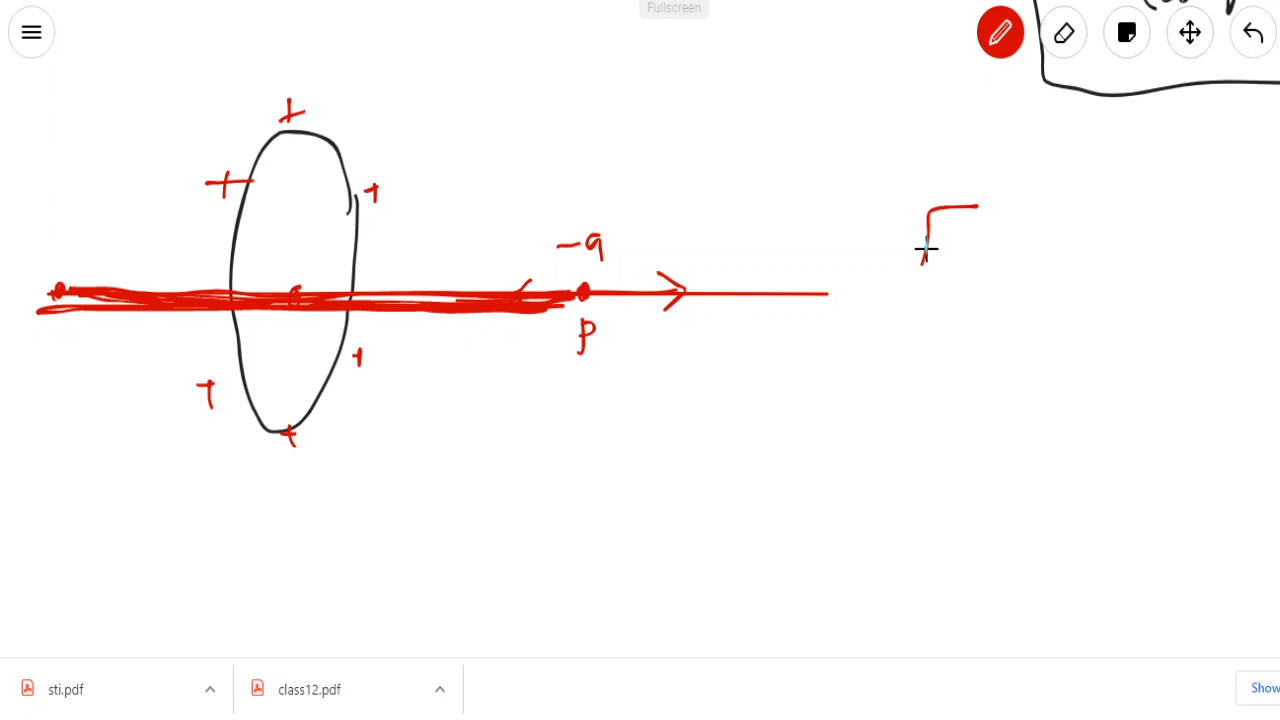 Fullscreen
+
+ +
-q
P
+
+
+
sti.pdf class12.pdf Show